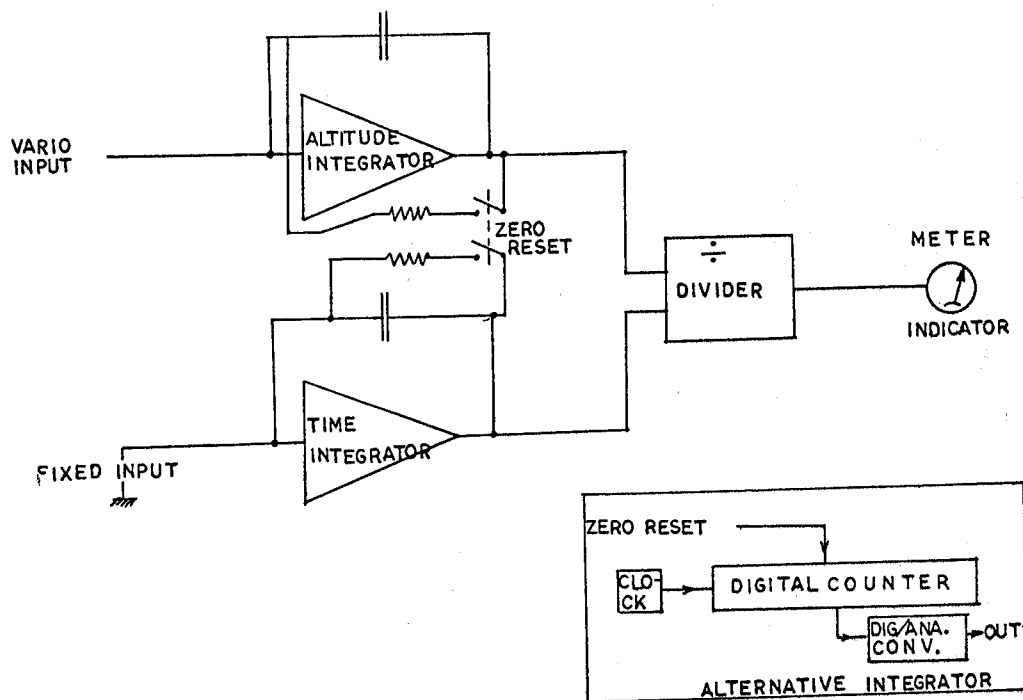 VARIO
INPUT
ALTITUDE
INTEGRATOR
ZERO
RESET
÷
DIVIDER
METER
INDICATOR
TIME
INTEGRATOR
FIXED INPUT
ZERO RESET
CLO-
CK
DIGITAL COUNTER
DIG/ANA.
CONV.
OUT
ALTERNATIVE INTEGRATOR